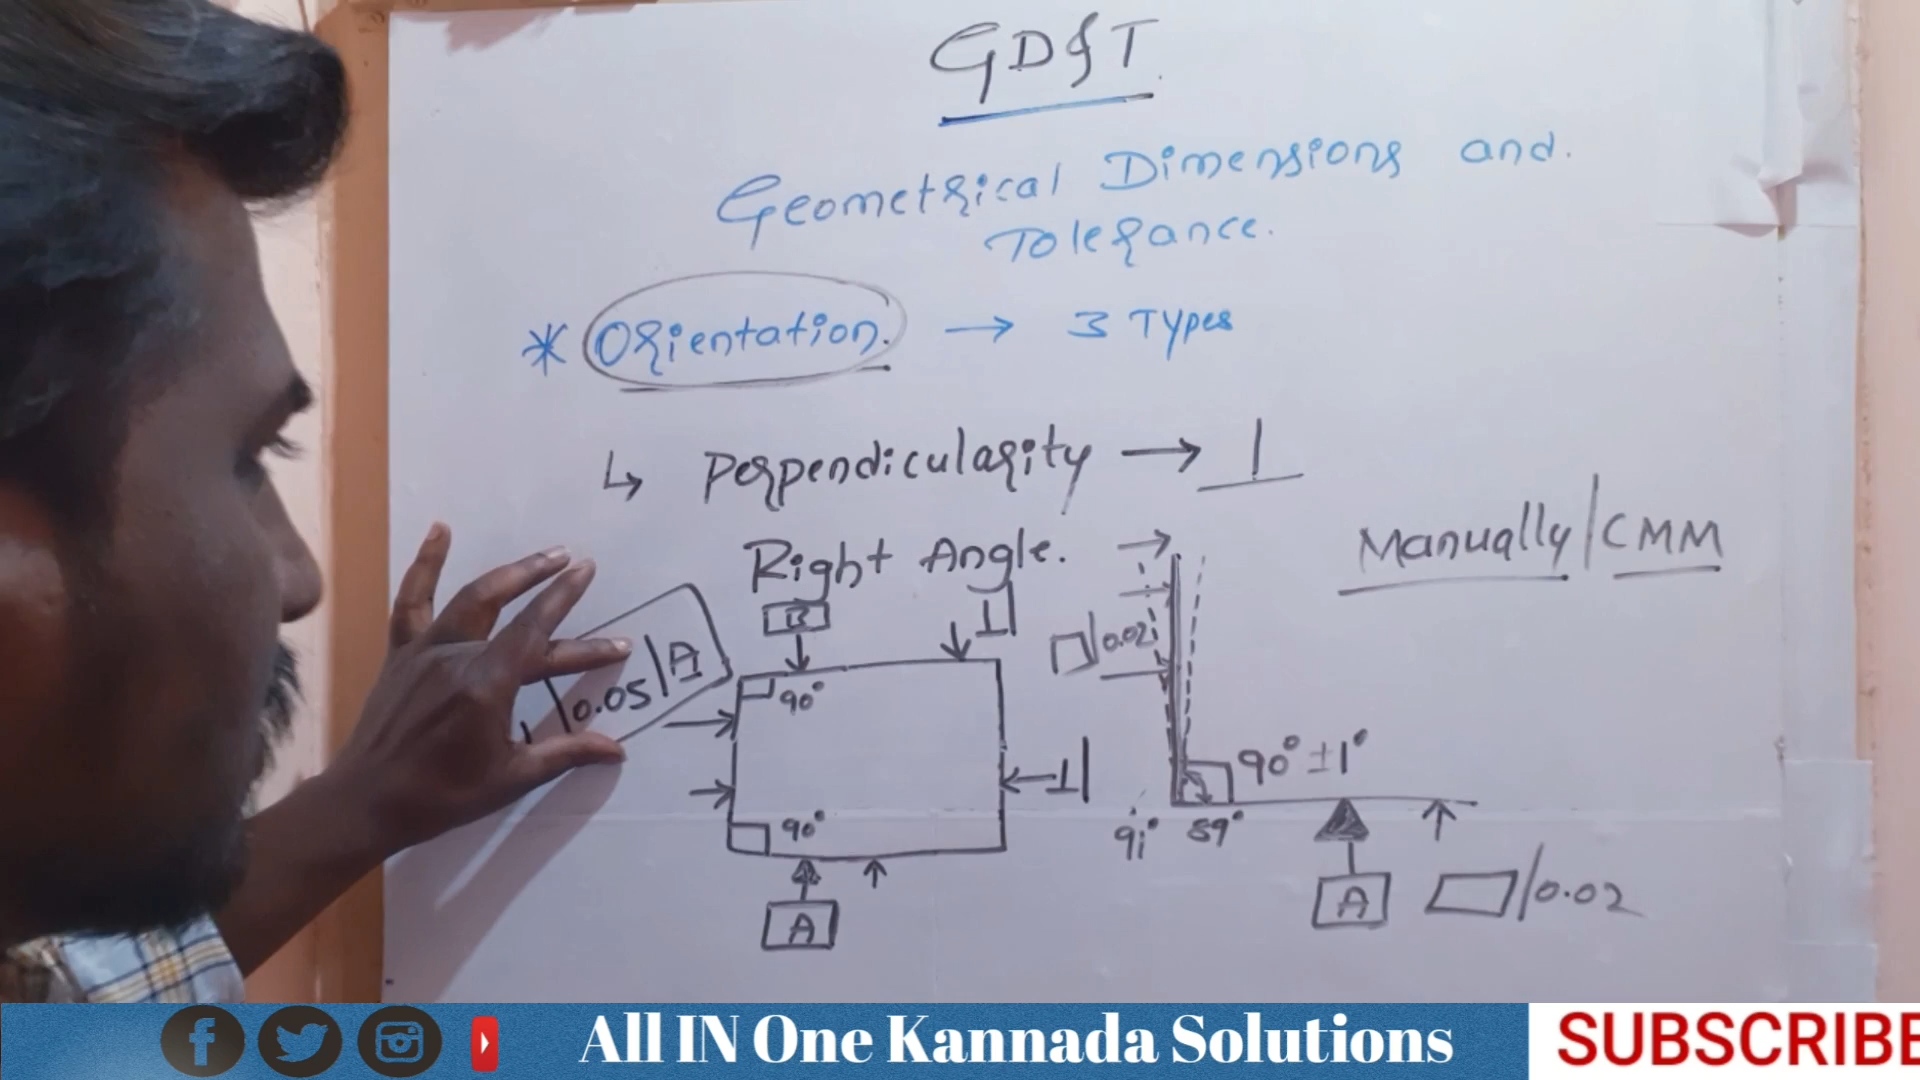 GD&T
Geometrical Dimensions and.
Tolerance.
* Orientation. → 3 Types
↳ Perpendicularity → ⊥
Right Angle.
Manually/CMM
B
⊥|
0.02
|0.05|A
90°
⊥|
90° ±1°
90°
91° 89°
A
A
▱/0.02
All IN One Kannada Solutions
SUBSCRIBE